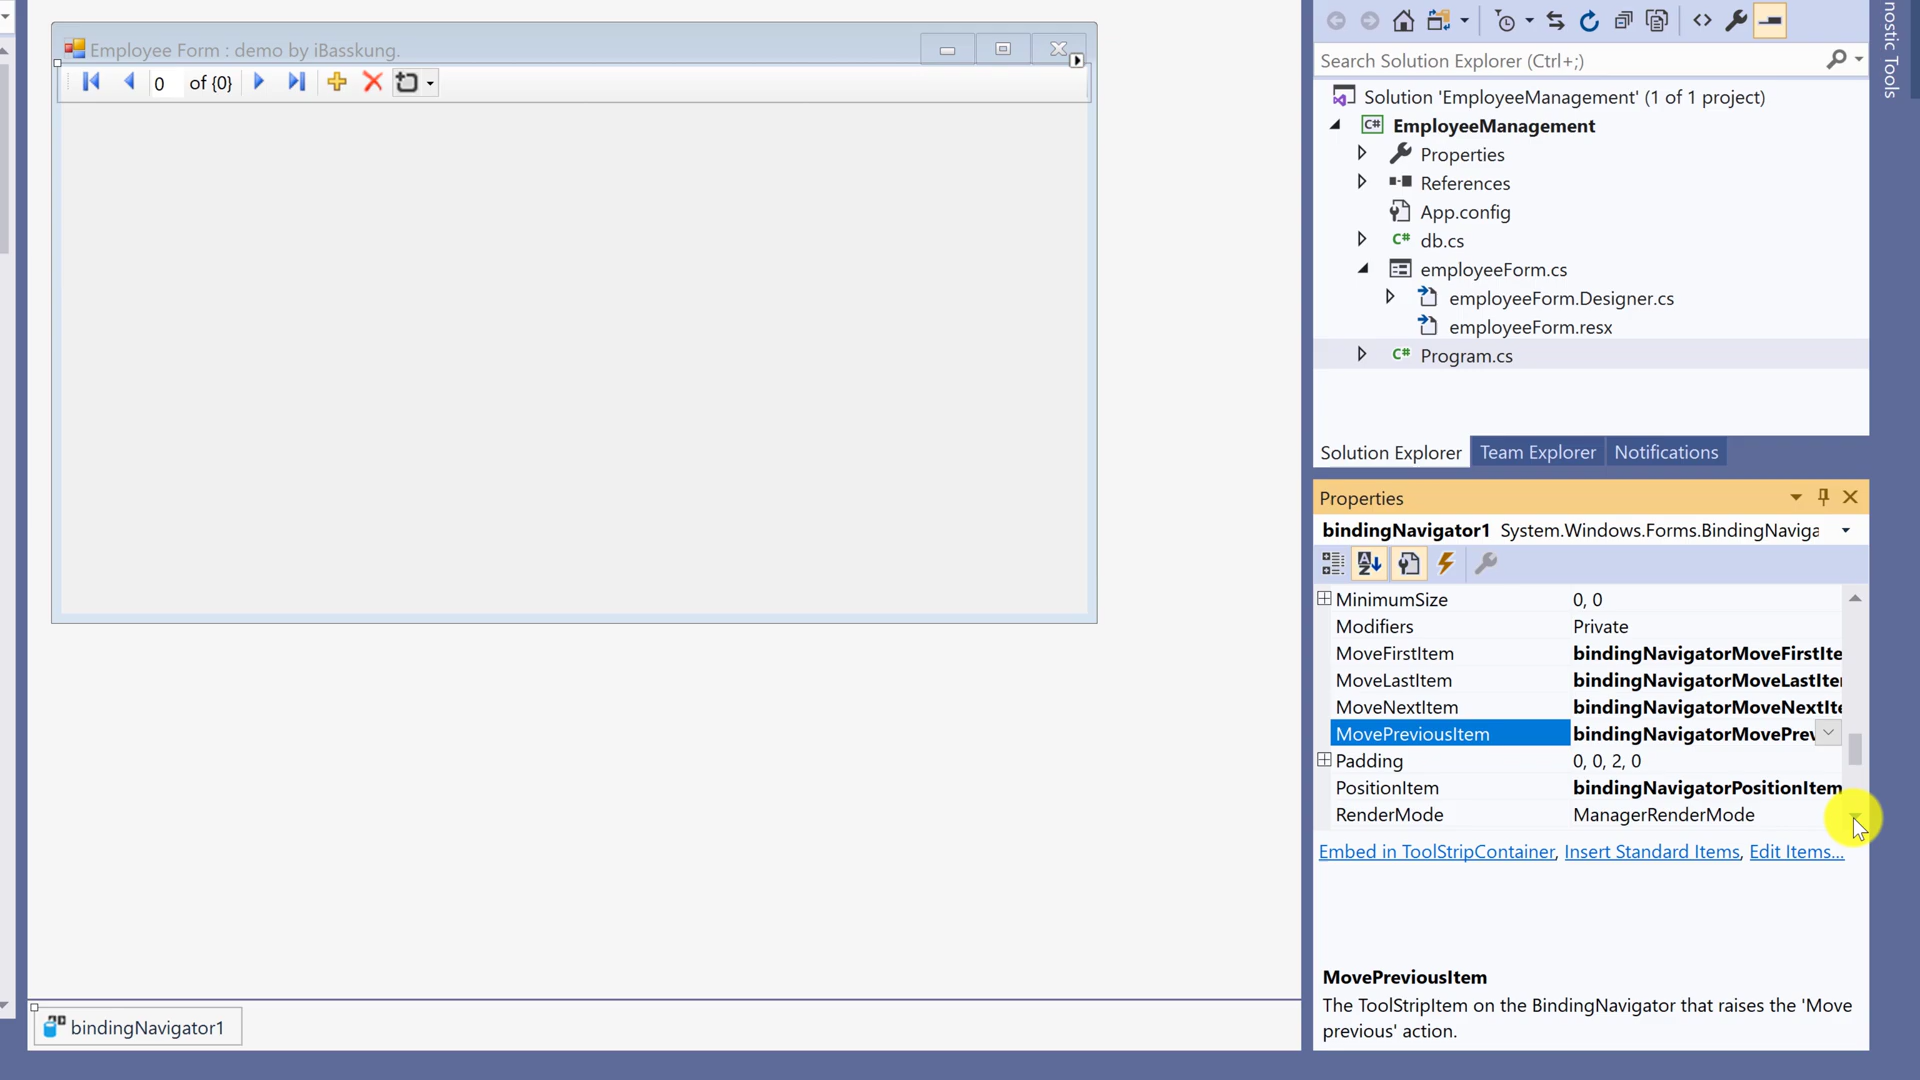 Employee Form : demo by iBasskung.
0 of {0}
Search Solution Explorer (Ctrl+;)
Solution 'EmployeeManagement' (1 of 1 project)
C# EmployeeManagement
Properties
References
App.config
C# db.cs
employeeForm.cs
employeeForm.Designer.cs
employeeForm.resx
C# Program.cs
Solution Explorer
Team Explorer
Notifications
nostic Tools
Properties
bindingNavigator1 System.Windows.Forms.BindingNaviga
MinimumSize 0, 0
Modifiers Private
MoveFirstItem bindingNavigatorMoveFirstIte
MoveLastItem bindingNavigatorMoveLastIte
MoveNextItem bindingNavigatorMoveNextIte
MovePreviousItem bindingNavigatorMovePrev
Padding 0, 0, 2, 0
PositionItem bindingNavigatorPositionItem
RenderMode ManagerRenderMode
Embed in ToolStripContainer, Insert Standard Items, Edit Items...
MovePreviousItem
The ToolStripItem on the BindingNavigator that raises the 'Move
previous' action.
bindingNavigator1